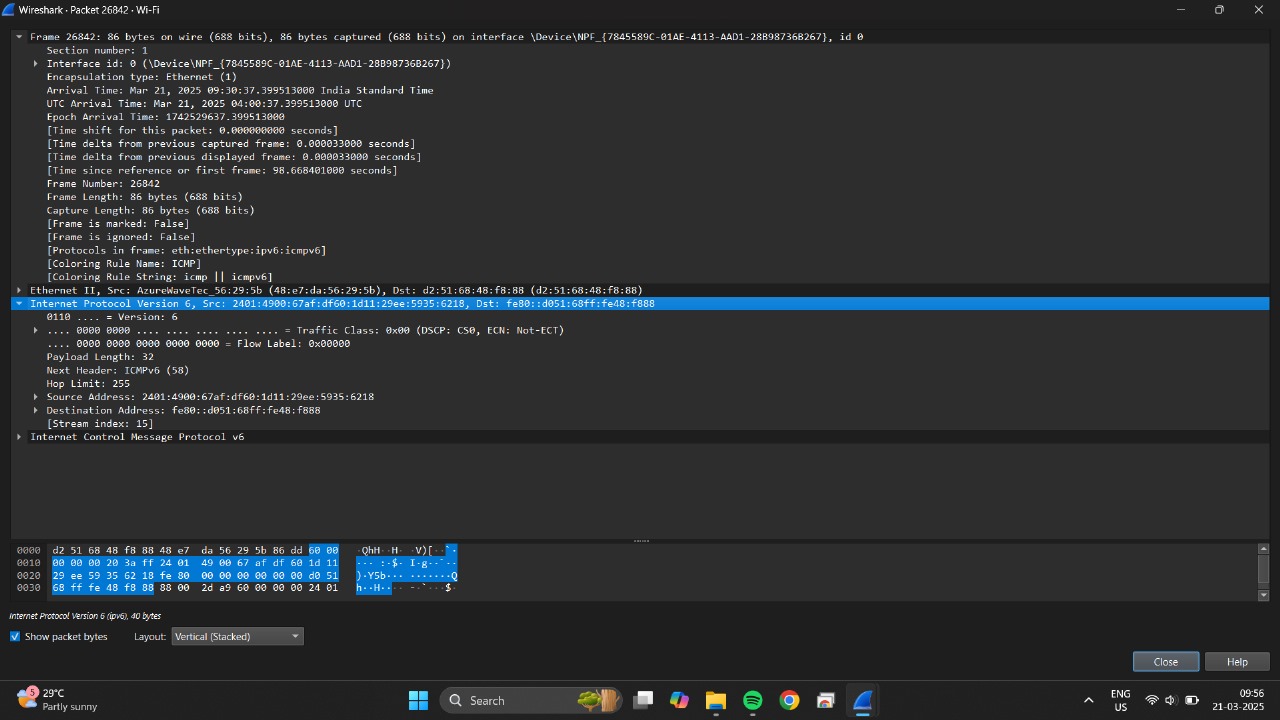 Wireshark · Packet 26842 · Wi-Fi
Frame 26842: 86 bytes on wire (688 bits), 86 bytes captured (688 bits) on interface \Device\NPF_{7845589C-01AE-4113-AAD1-28B98736B267}, id 0
Section number: 1
Interface id: 0 (\Device\NPF_{7845589C-01AE-4113-AAD1-28B98736B267})
Encapsulation type: Ethernet (1)
Arrival Time: Mar 21, 2025 09:30:37.399513000 India Standard Time
UTC Arrival Time: Mar 21, 2025 04:00:37.399513000 UTC
Epoch Arrival Time: 1742529637.399513000
[Time shift for this packet: 0.000000000 seconds]
[Time delta from previous captured frame: 0.000033000 seconds]
[Time delta from previous displayed frame: 0.000033000 seconds]
[Time since reference or first frame: 98.668401000 seconds]
Frame Number: 26842
Frame Length: 86 bytes (688 bits)
Capture Length: 86 bytes (688 bits)
[Frame is marked: False]
[Frame is ignored: False]
[Protocols in frame: eth:ethertype:ipv6:icmpv6]
[Coloring Rule Name: ICMP]
[Coloring Rule String: icmp || icmpv6]
Ethernet II, Src: AzureWaveTec_56:29:5b (48:e7:da:56:29:5b), Dst: d2:51:68:48:f8:88 (d2:51:68:48:f8:88)
Internet Protocol Version 6, Src: 2401:4900:67af:df60:1d11:29ee:5935:6218, Dst: fe80::d051:68ff:fe48:f888
0110 .... = Version: 6
.... 0000 0000 .... .... .... .... .... = Traffic Class: 0x00 (DSCP: CS0, ECN: Not-ECT)
.... 0000 0000 0000 0000 0000 = Flow Label: 0x00000
Payload Length: 32
Next Header: ICMPv6 (58)
Hop Limit: 255
Source Address: 2401:4900:67af:df60:1d11:29ee:5935:6218
Destination Address: fe80::d051:68ff:fe48:f888
[Stream index: 15]
Internet Control Message Protocol v6
0000 d2 51 68 48 f8 88 48 e7 da 56 29 5b 86 dd 60 00 ·QhH··H· ·V)[··`·
0010 00 00 00 20 3a ff 24 01 49 00 67 af df 60 1d 11 ··· :·$· I·g··`··
0020 29 ee 59 35 62 18 fe 80 00 00 00 00 00 00 d0 51 )·Y5b··· ·······Q
0030 68 ff fe 48 f8 88 88 00 2d a9 60 00 00 00 24 01 h··H···· -·`···$·
Internet Protocol Version 6 (ipv6), 40 bytes
Show packet bytes Layout: Vertical (Stacked)
Close Help
5 29°C
Partly sunny
Search
ENG
US
09:56
21-03-2025